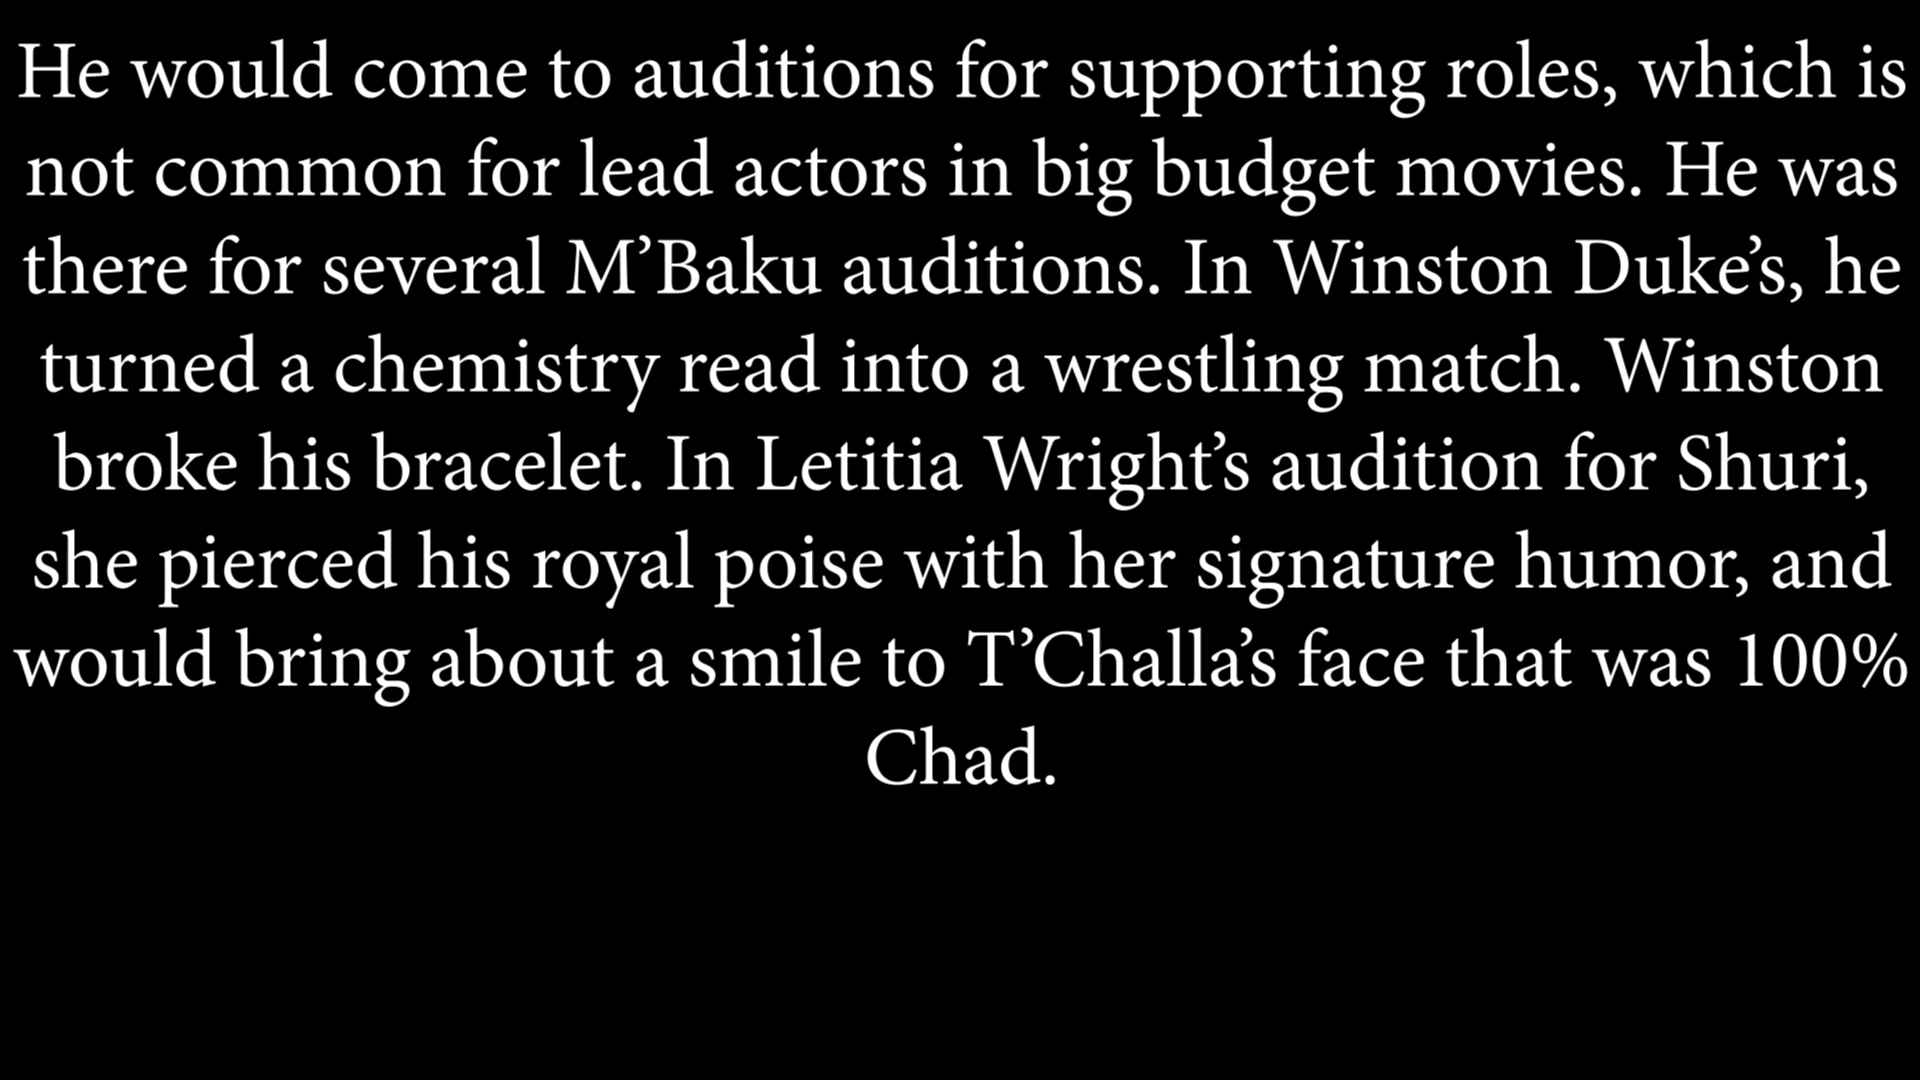 He would come to auditions for supporting roles, which is
not common for lead actors in big budget movies. He was
there for several M’Baku auditions. In Winston Duke’s, he
turned a chemistry read into a wrestling match. Winston
broke his bracelet. In Letitia Wright’s audition for Shuri,
she pierced his royal poise with her signature humor, and
would bring about a smile to T’Challa’s face that was 100%
Chad.